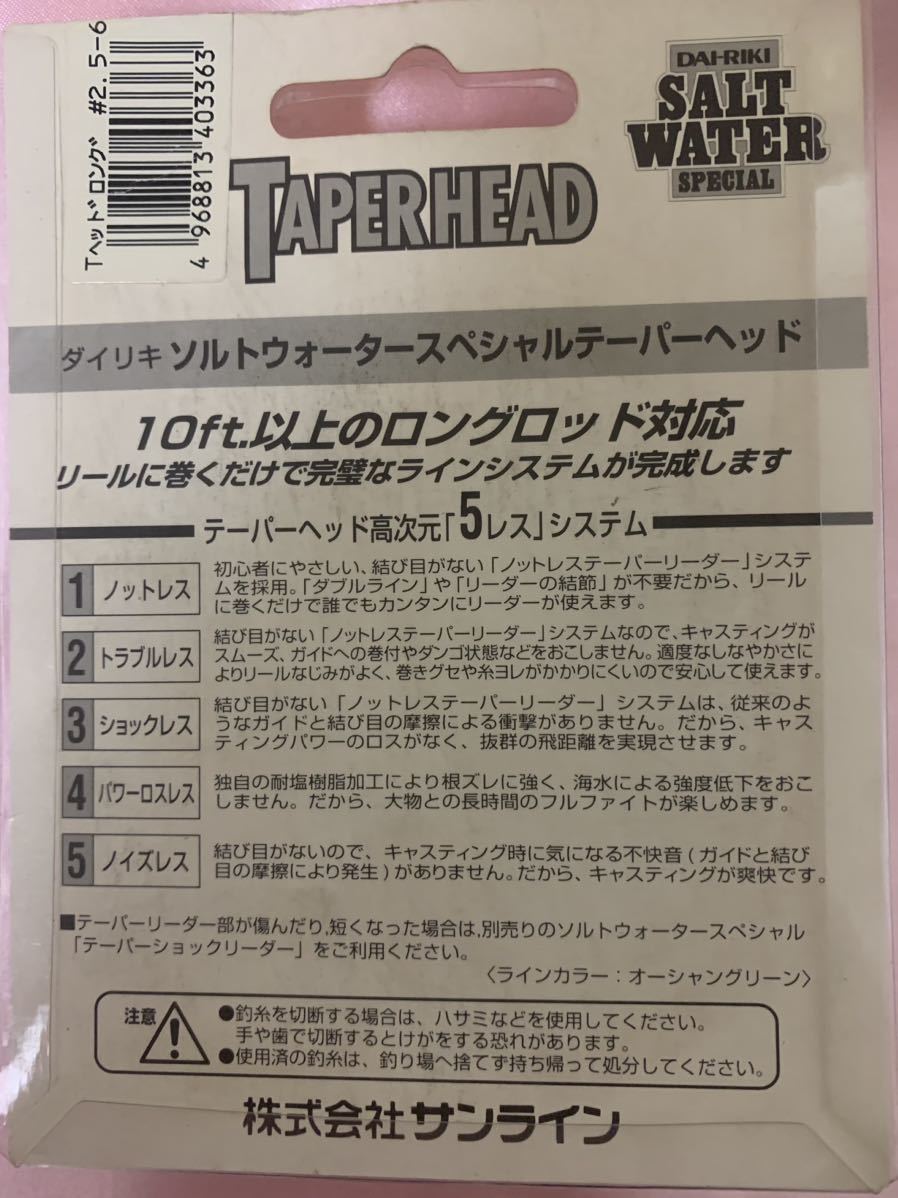 Tヘッドロング #2.5-6
4 968813 403363
DAI-RIKI
SALT
WATER
SPECIAL
TAPERHEAD
ダイリキ ソルトウォータースペシャルテーパーヘッド
10ft.以上のロングロッド対応
リールに巻くだけで完璧なラインシステムが完成します
テーパーヘッド高次元「5レス」システム
1 ノットレス
初心者にやさしい、結び目がない「ノットレステーパーリーダー」システ
ムを採用。「ダブルライン」や「リーダーの結節」が不要だから、リール
に巻くだけで誰でもカンタンにリーダーが使えます。
2 トラブルレス
結び目がない「ノットレステーパーリーダー」システムなので、キャスティングが
スムーズ、ガイドへの巻付やダンゴ状態などをおこしません。適度なしなやかさに
よりリールなじみがよく、巻きグセや糸ヨレがかかりにくいので安心して使えます。
3 ショックレス
結び目がない「ノットレステーパーリーダー」システムは、従来のよ
うなガイドと結び目の摩擦による衝撃がありません。だから、キャス
ティングパワーのロスがなく、抜群の飛距離を実現させます。
4 パワーロスレス
独自の耐塩樹脂加工により根ズレに強く、海水による強度低下をおこ
しません。だから、大物との長時間のフルファイトが楽しめます。
5 ノイズレス
結び目がないので、キャスティング時に気になる不快音(ガイドと結び
目の摩擦により発生)がありません。だから、キャスティングが爽快です。
■テーパーリーダー部が傷んだり,短くなった場合は,別売りのソルトウォータースペシャル
「テーパーショックリーダー」をご利用ください。
〈ラインカラー：オーシャングリーン〉
注意
●釣糸を切断する場合は、ハサミなどを使用してください。
手や歯で切断するとけがをする恐れがあります。
●使用済の釣糸は、釣り場へ捨てず持ち帰って処分してください。
株式会社サンライン